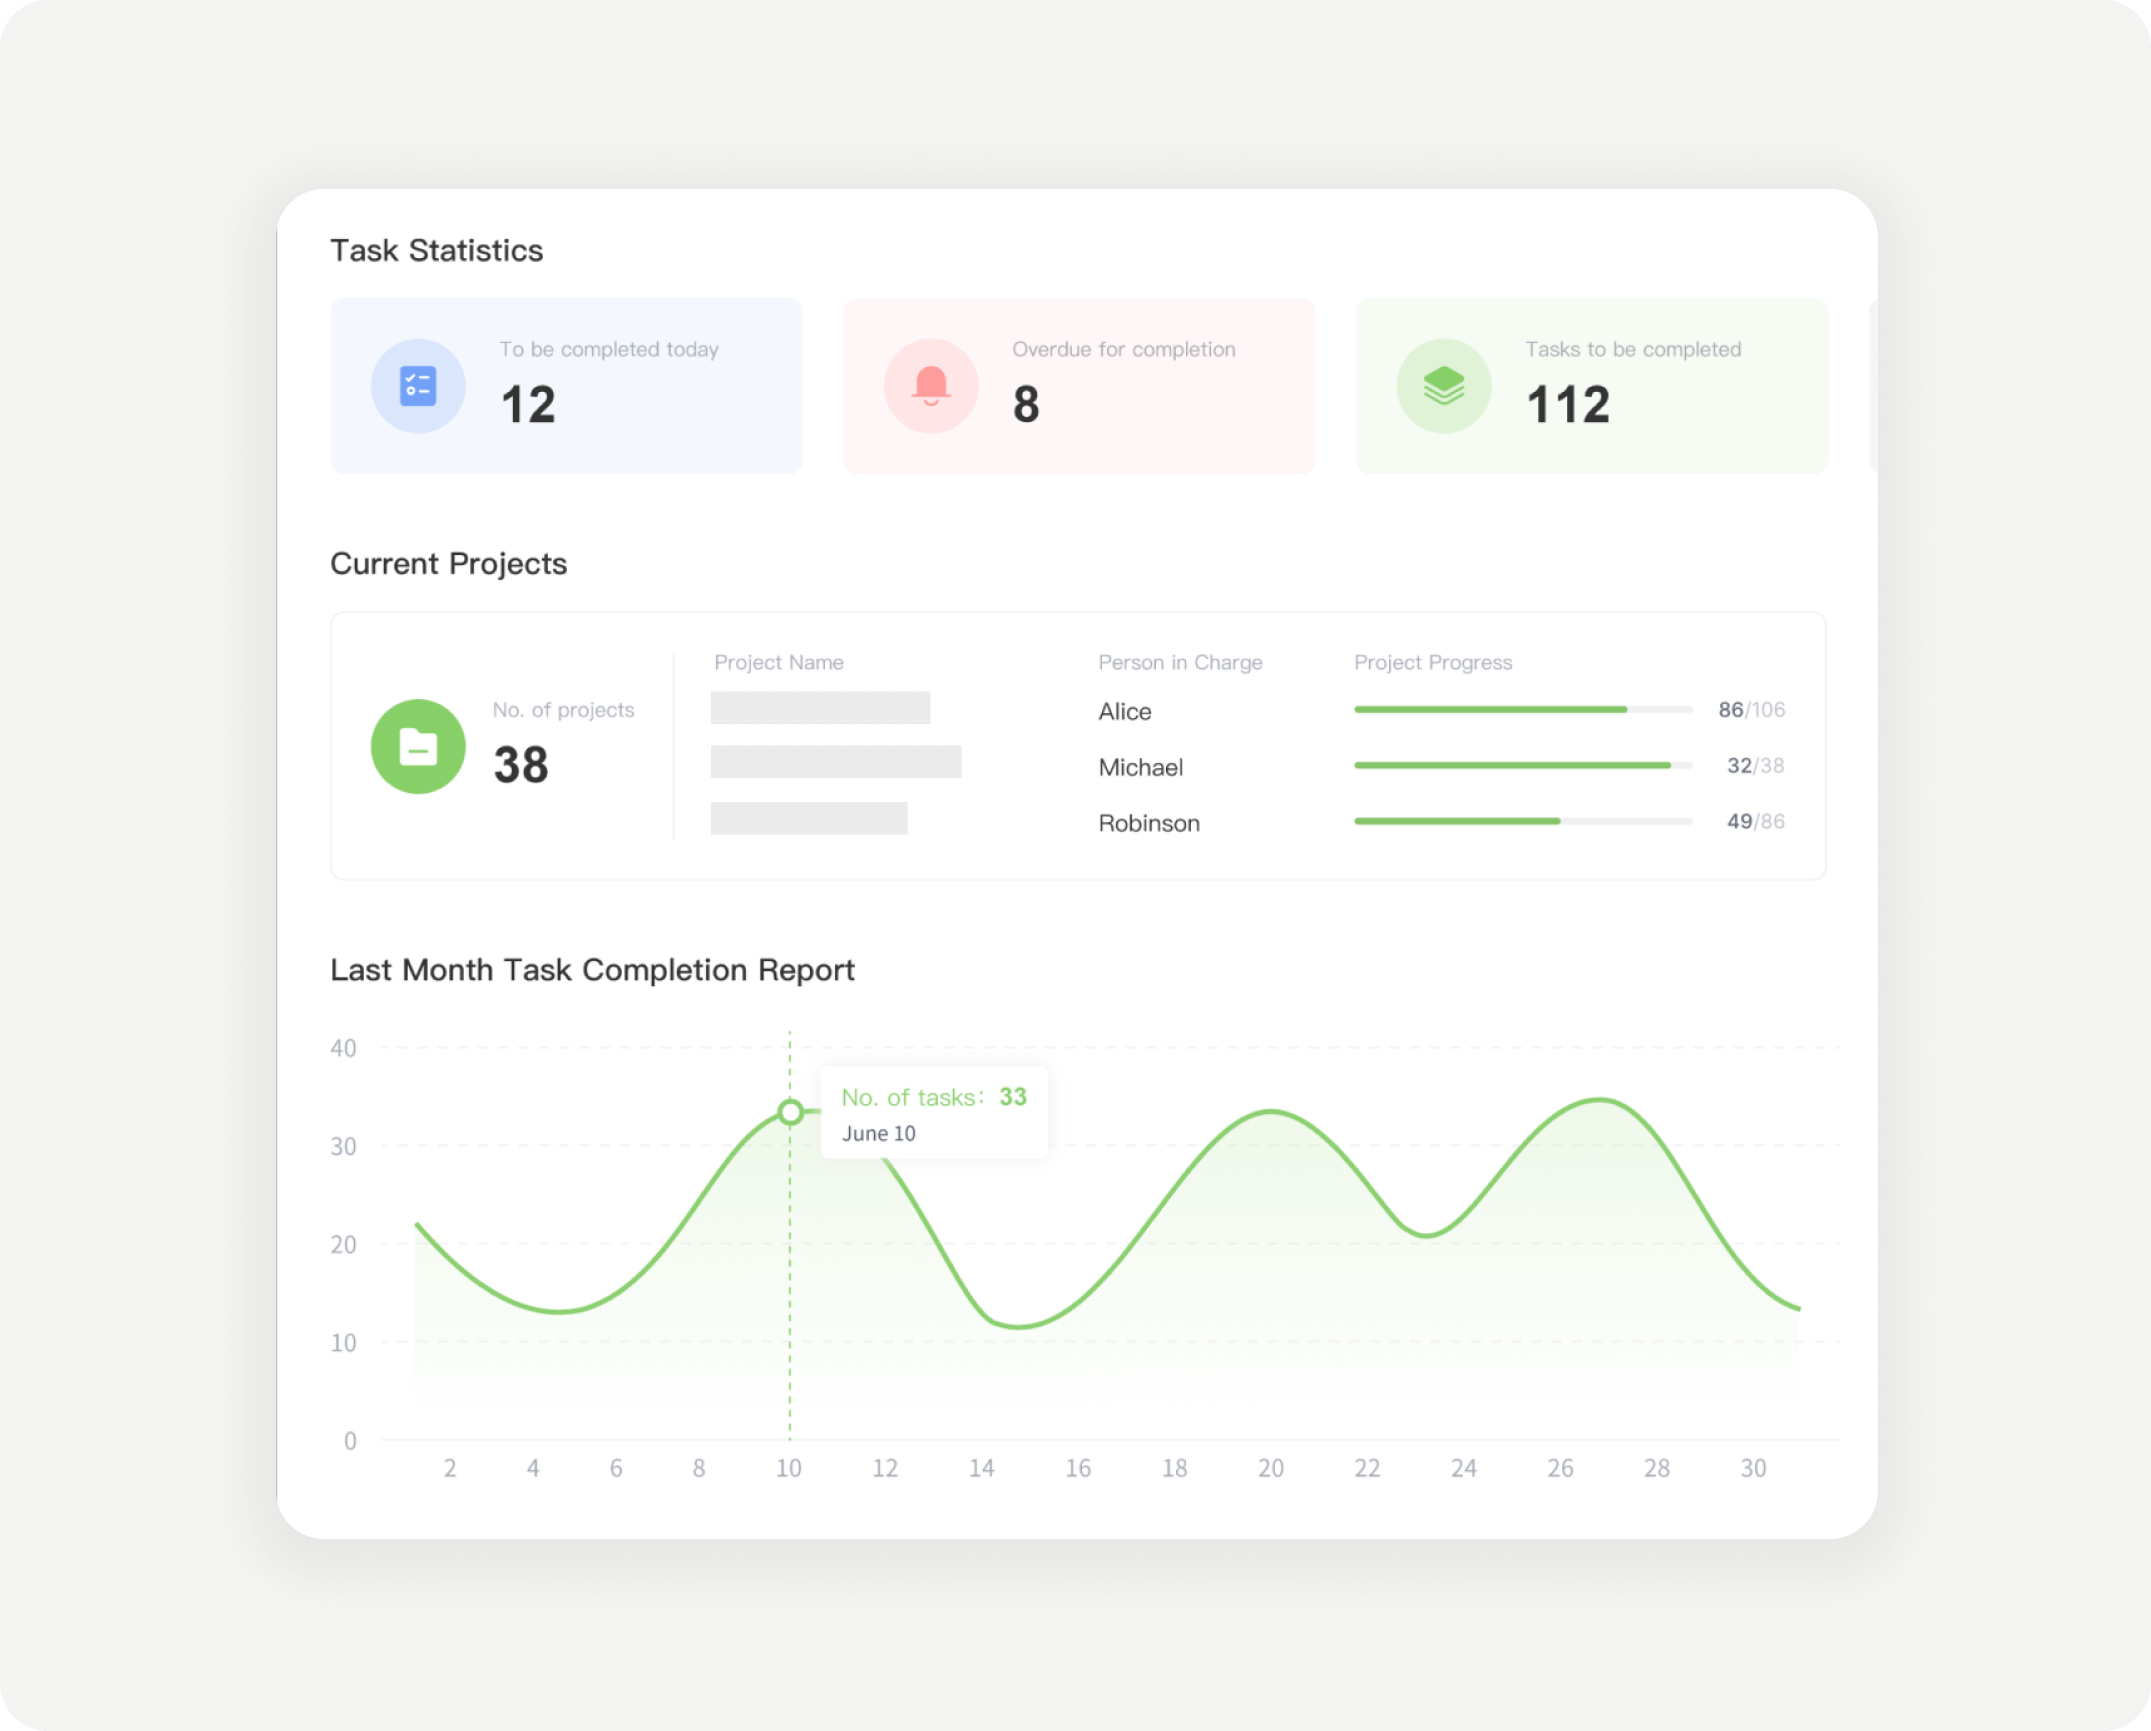 Task Statistics
To be completed today
12
Overdue for completion
8
Tasks to be completed
112
Current Projects
No. of projects
38
Project Name
Person in Charge
Project Progress
Alice
86/106
Michael
32/38
Robinson
49/86
Last Month Task Completion Report
40
30
20
10
0
No. of tasks: 33
June 10
2 4 6 8 10 12 14 16 18 20 22 24 26 28 30